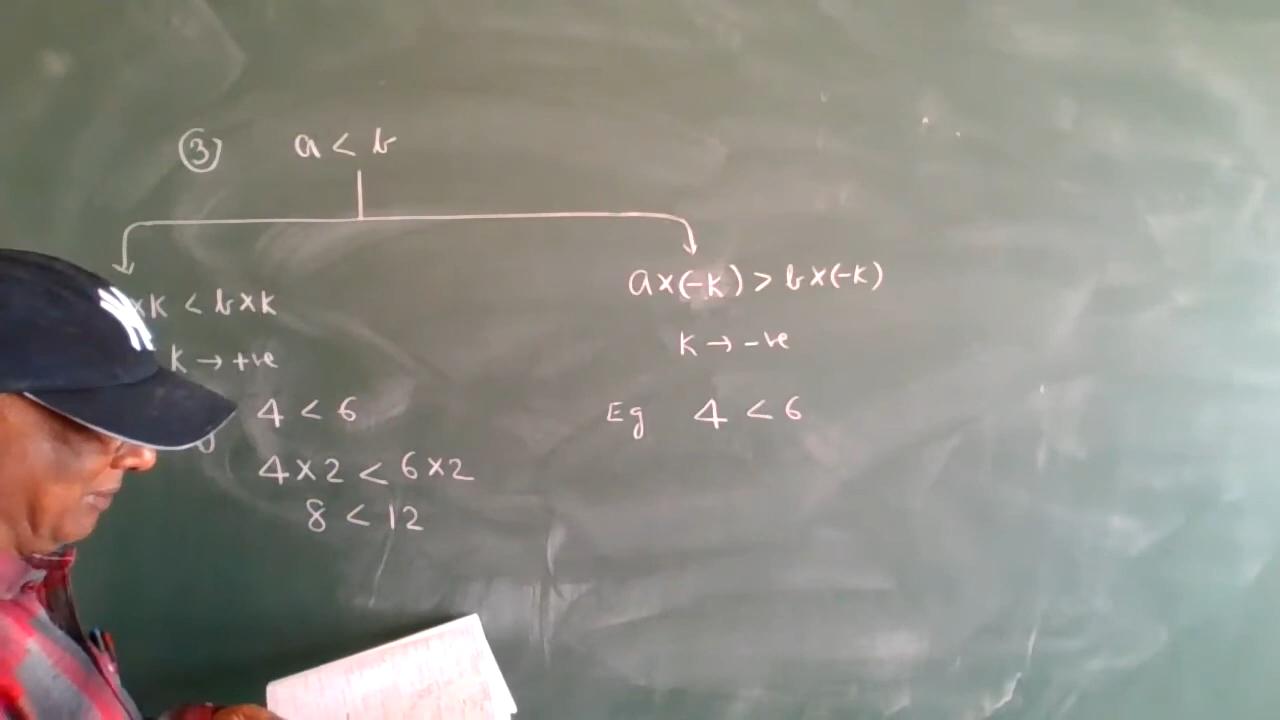 ③ a < b
×K < b×K
K → +ve
4 < 6
4×2 < 6×2
8 < 12
a×(-K) > b×(-K)
K → -ve
Eg 4 < 6